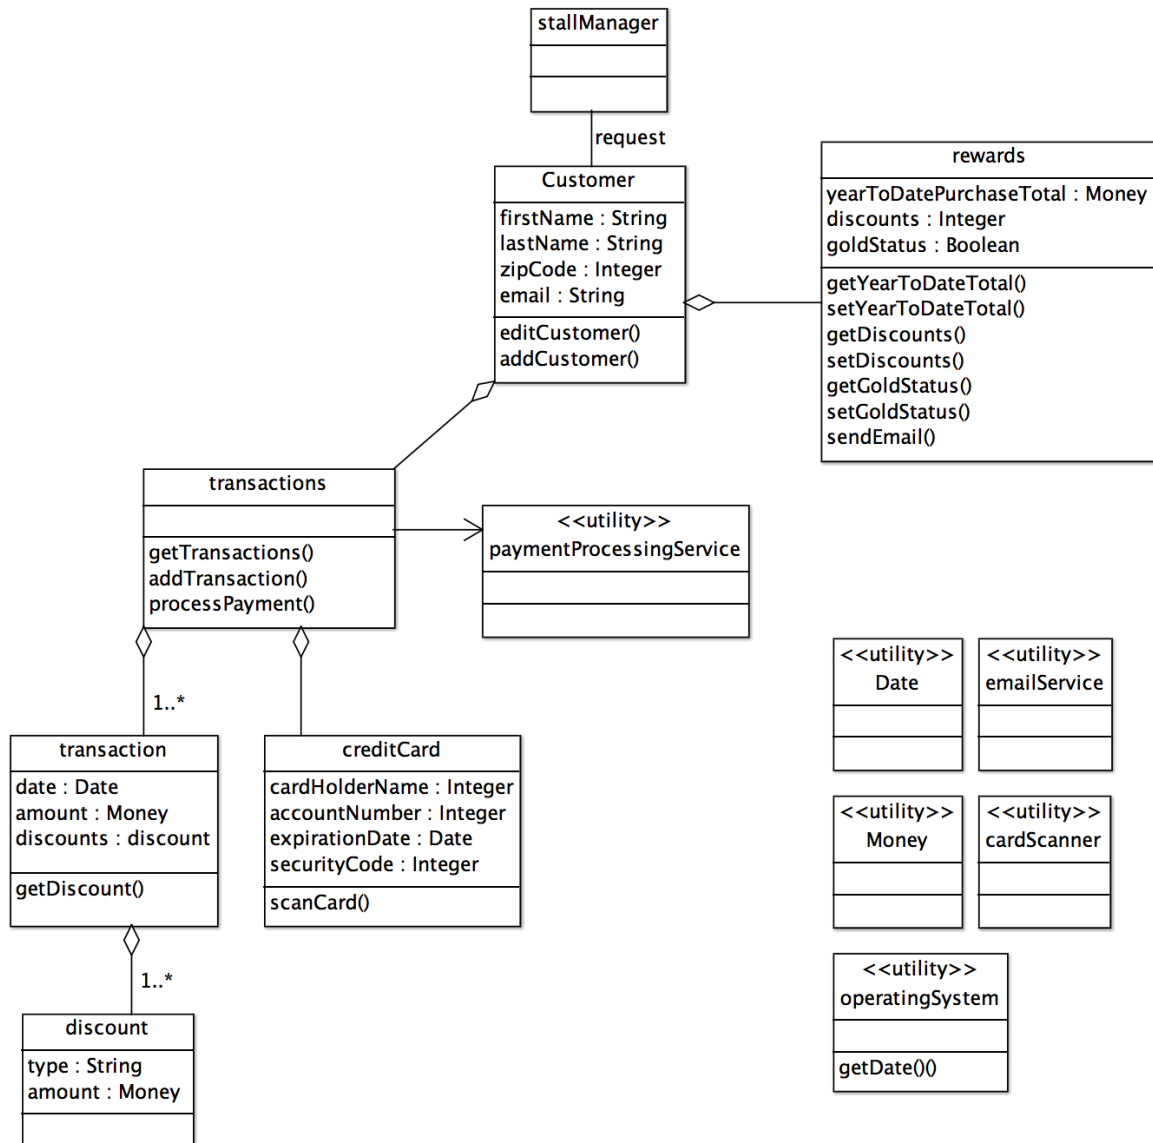 stallManager
request
Customer
firstName : String
lastName : String
zipCode : Integer
email : String
editCustomer()
addCustomer()
rewards
yearToDatePurchaseTotal : Money
discounts : Integer
goldStatus : Boolean
getYearToDateTotal()
setYearToDateTotal()
getDiscounts()
setDiscounts()
getGoldStatus()
setGoldStatus()
sendEmail()
transactions
getTransactions()
addTransaction()
processPayment()
<<utility>>
paymentProcessingService
1..*
transaction
date : Date
amount : Money
discounts : discount
getDiscount()
creditCard
cardHolderName : Integer
accountNumber : Integer
expirationDate : Date
securityCode : Integer
scanCard()
1..*
discount
type : String
amount : Money
<<utility>>
Date
<<utility>>
emailService
<<utility>>
Money
<<utility>>
cardScanner
<<utility>>
operatingSystem
getDate()()